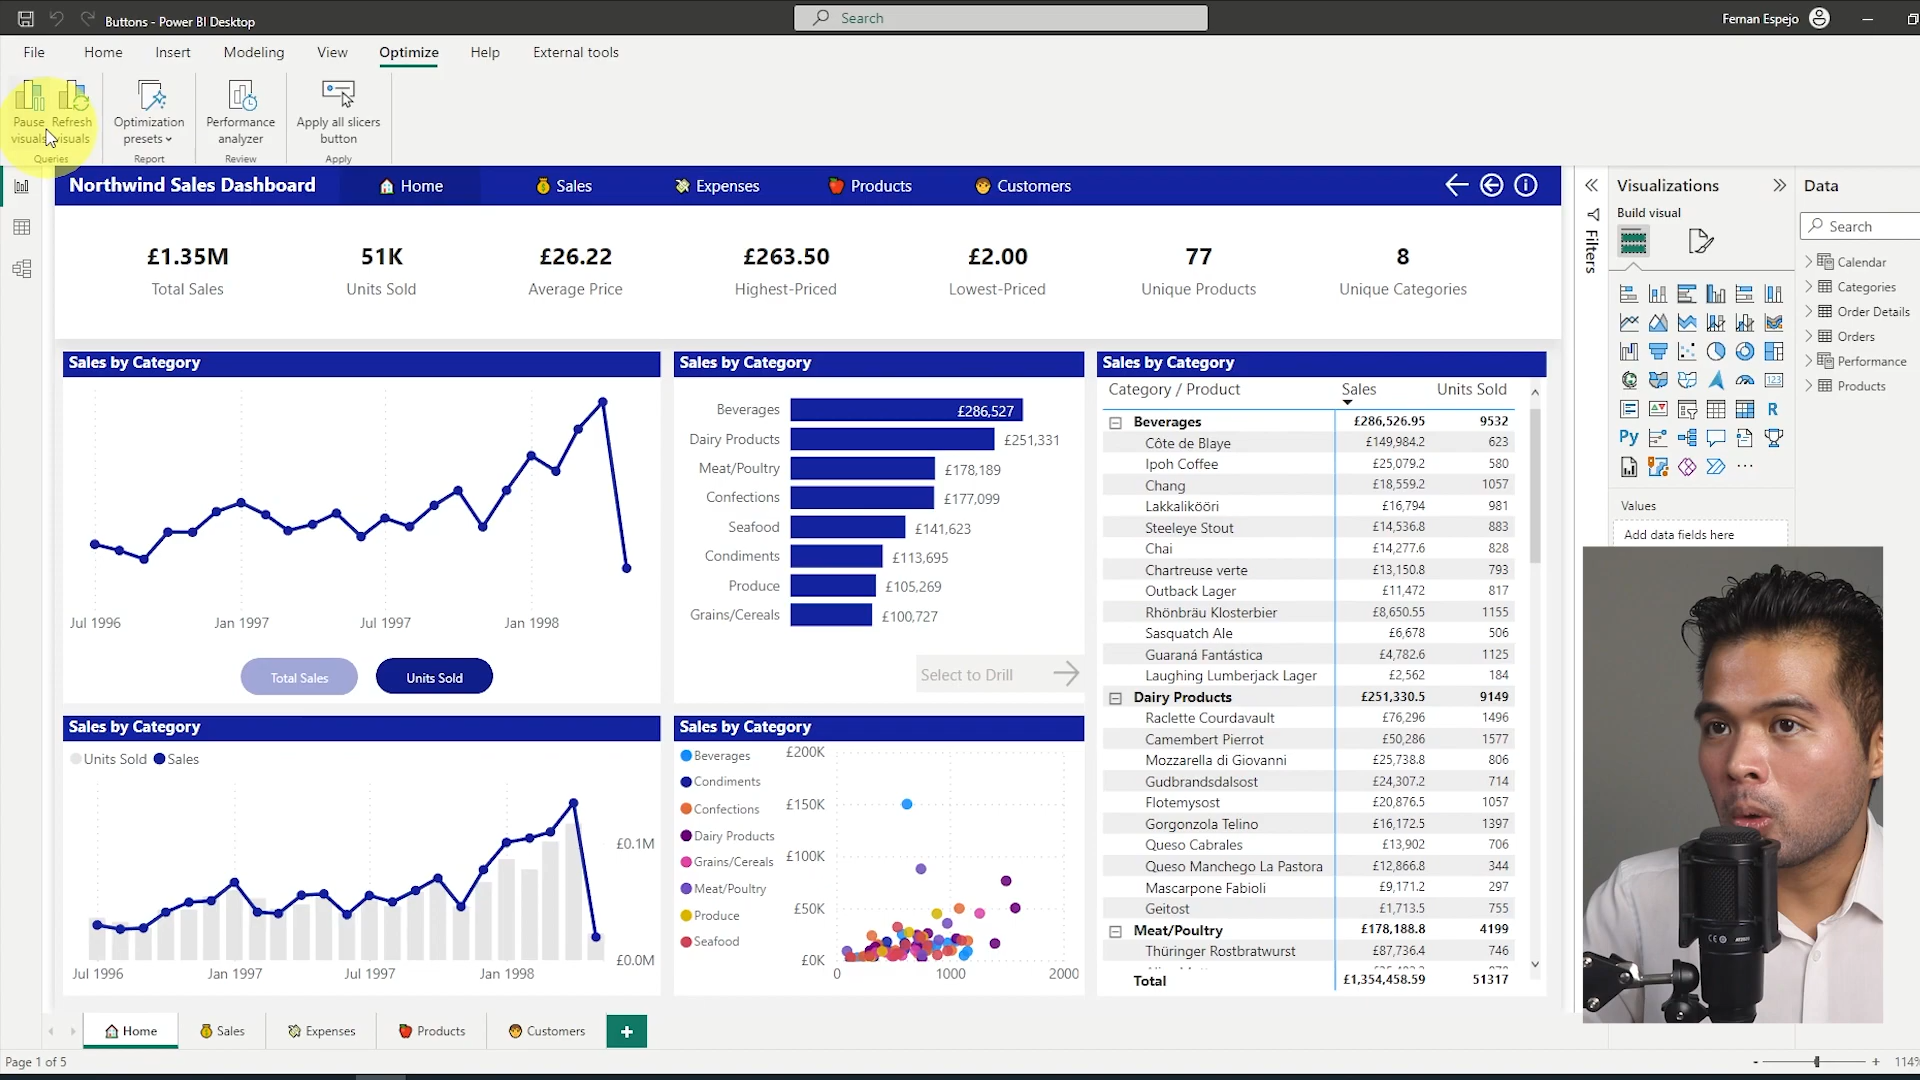 Buttons - Power BI Desktop
Search
Fernan Espejo
File Home Insert Modeling View Optimize Help External tools
Pause visuals
Refresh visuals
Queries
Optimization presets
Report
Performance analyzer
Review
Apply all slicers button
Apply
Northwind Sales Dashboard
Home
Sales
Expenses
Products
Customers
£1.35M
Total Sales
51K
Units Sold
£26.22
Average Price
£263.50
Highest-Priced
£2.00
Lowest-Priced
77
Unique Products
8
Unique Categories
Sales by Category
Jul 1996 Jan 1997 Jul 1997 Jan 1998
Total Sales
Units Sold
Sales by Category
Beverages £286,527
Dairy Products £251,331
Meat/Poultry £178,189
Confections £177,099
Seafood £141,623
Condiments £113,695
Produce £105,269
Grains/Cereals £100,727
Select to Drill
Sales by Category
Category / Product Sales Units Sold
Beverages £286,526.95 9532
Côte de Blaye £149,984.2 623
Ipoh Coffee £25,079.2 580
Chang £18,559.2 1057
Lakkalikööri £16,794 981
Steeleye Stout £14,536.8 883
Chai £14,277.6 828
Chartreuse verte £13,150.8 793
Outback Lager £11,472 817
Rhönbräu Klosterbier £8,650.55 1155
Sasquatch Ale £6,678 506
Guaraná Fantástica £4,782.6 1125
Laughing Lumberjack Lager £2,562 184
Dairy Products £251,330.5 9149
Raclette Courdavault £76,296 1496
Camembert Pierrot £50,286 1577
Mozzarella di Giovanni £25,738.8 806
Gudbrandsdalsost £24,307.2 714
Flotemysost £20,876.5 1057
Gorgonzola Telino £16,172.5 1397
Queso Cabrales £13,902 706
Queso Manchego La Pastora £12,866.8 344
Mascarpone Fabioli £9,171.2 297
Geitost £1,713.5 755
Meat/Poultry £178,188.8 4199
Thüringer Rostbratwurst £87,736.4 746
Total £1,354,458.59 51317
Sales by Category
Units Sold Sales
£0.1M
£0.0M
Jul 1996 Jan 1997 Jul 1997 Jan 1998
Sales by Category
Beverages
Condiments
Confections
Dairy Products
Grains/Cereals
Meat/Poultry
Produce
Seafood
£200K
£150K
£100K
£50K
£0K
0 1000 2000
Filters
Visualizations
Build visual
123
R
Py
Values
Add data fields here
Data
Search
Calendar
Categories
Order Details
Orders
Performance
Products
Home
Sales
Expenses
Products
Customers
Page 1 of 5
114%